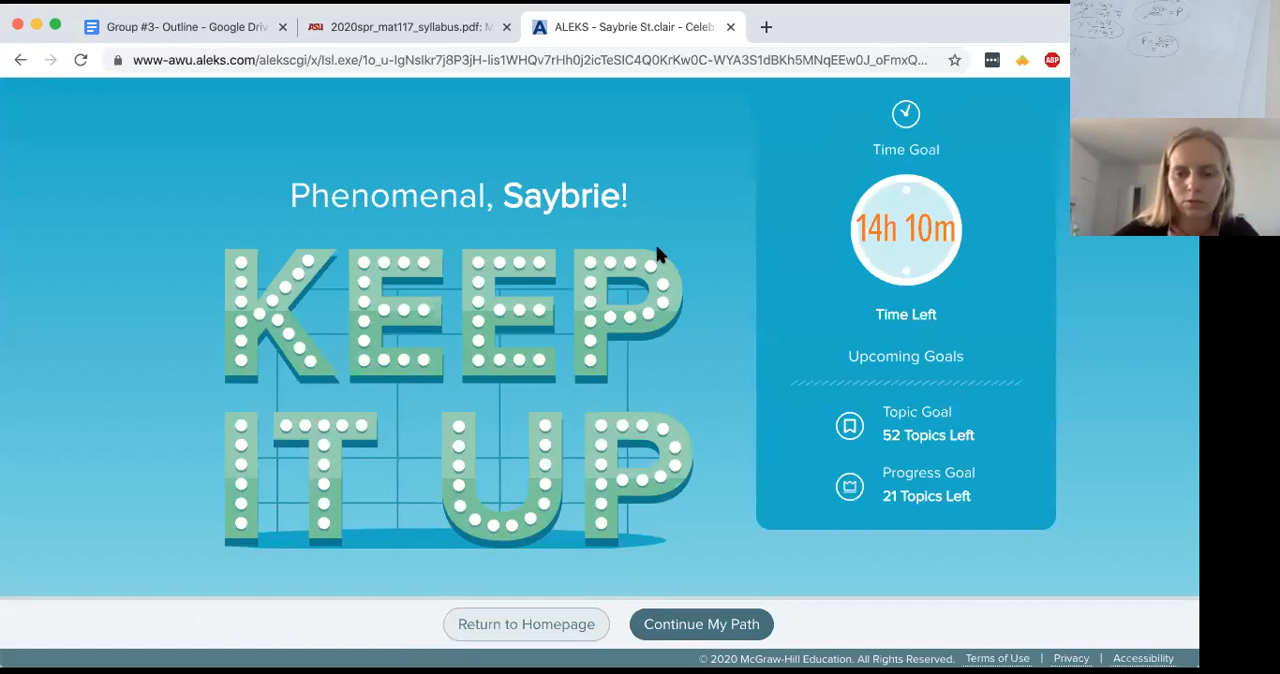 Group #3- Outline - Google Driv
2020spr_mat117_syllabus.pdf: M
ALEKS - Saybrie St.clair - Celeb
www-awu.aleks.com/alekscgi/x/lsl.exe/1o_u-IgNslkr7j8P3jH-lis1WHQv7rHh0j2icTeSIC4Q0KrKw0C-WYA3S1dBKh5MNqEEw0J_oFmxQ...
ABP
Time Goal
Phenomenal, Saybrie!
14h 10m
KEEP
IT UP
Time Left
Upcoming Goals
Topic Goal
52 Topics Left
Progress Goal
21 Topics Left
Return to Homepage
Continue My Path
© 2020 McGraw-Hill Education. All Rights Reserved. Terms of Use | Privacy | Accessibility